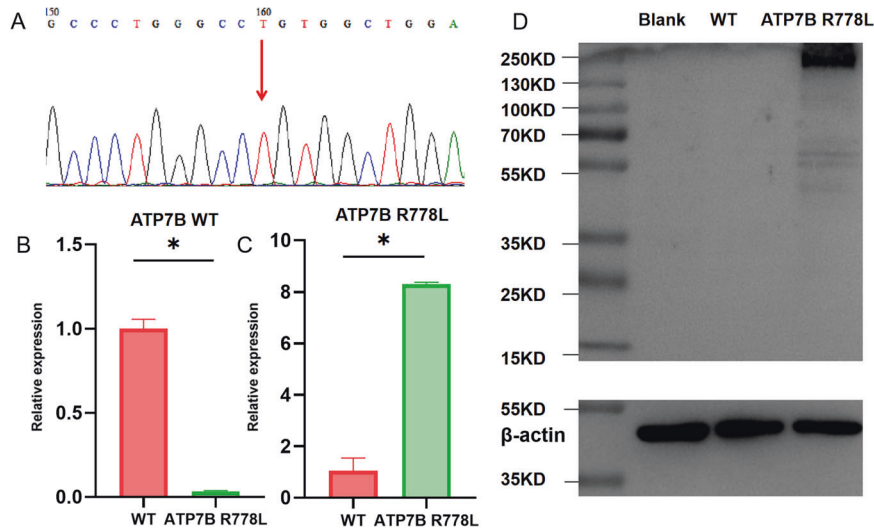 A
150 160
G C C C T G G G C C T G T G G C T G G A
B
ATP7B WT
*
Relative expression
1.5
1.0
0.5
0.0
WT ATP7B R778L
C
ATP7B R778L
*
Relative expression
10
8
6
4
2
0
WT ATP7B R778L
D
Blank WT ATP7B R778L
250KD
130KD
100KD
70KD
55KD
35KD
25KD
15KD
55KD
β-actin
35KD